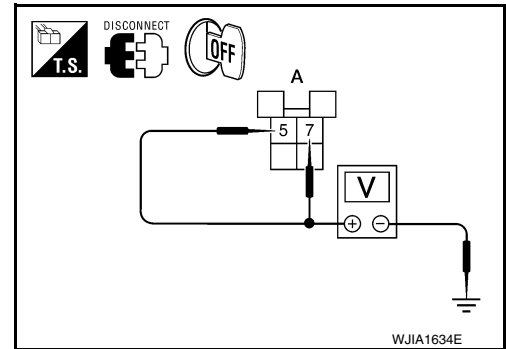 T.S.
DISCONNECT
OFF
A
5 7
V
+ −
WJIA1634E